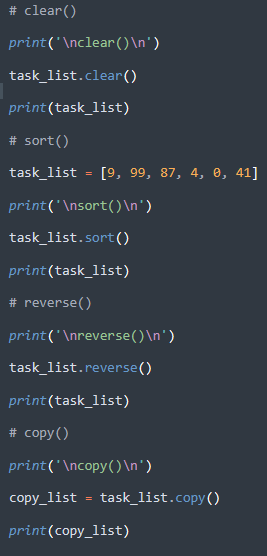 # clear()
print('\nclear()\n')
task_list.clear()
print(task_list)
# sort()
task_list = [9, 99, 87, 4, 0, 41]
print('\nsort()\n')
task_list.sort()
print(task_list)
# reverse()
print('\nreverse()\n')
task_list.reverse()
print(task_list)
# copy()
print('\ncopy()\n')
copy_list = task_list.copy()
print(copy_list)